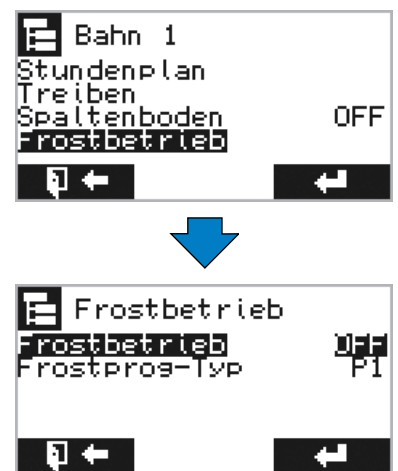 Bahn 1
Stundenplan
Treiben
Spaltenboden OFF
Frostbetrieb
Frostbetrieb
Frostbetrieb OFF
Frostprog-Typ P1